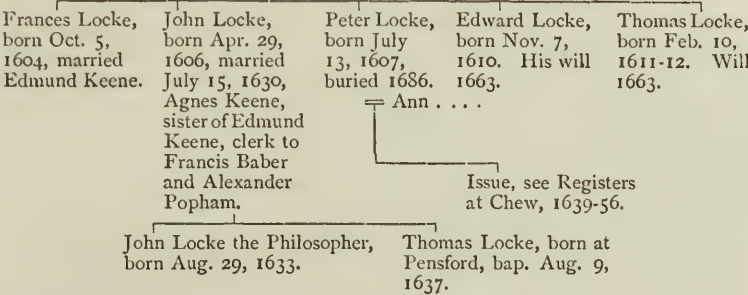 Frances Locke,
born Oct. 5,
1604, married
Edmund Keene.
John Locke,
born Apr. 29,
1606, married
July 15, 1630,
Agnes Keene,
sister of Edmund
Keene, clerk to
Francis Baber
and Alexander
Popham.
Peter Locke,
born July
13, 1607,
buried 1686.
= Ann . . . .
Edward Locke,
born Nov. 7,
1610. His will
1663.
Thomas Locke,
born Feb. 10,
1611-12. Will
1663.
Issue, see Registers
at Chew, 1639-56.
John Locke the Philosopher,
born Aug. 29, 1633.
Thomas Locke, born at
Pensford, bap. Aug. 9,
1637.